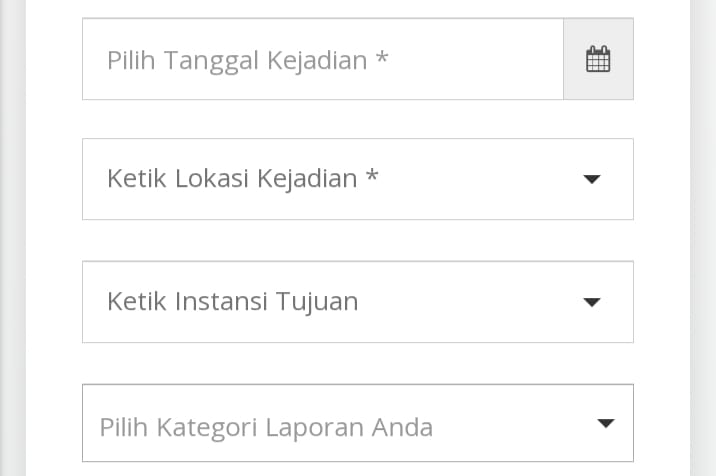 Pilih Tanggal Kejadian *
Ketik Lokasi Kejadian *
Ketik Instansi Tujuan
Pilih Kategori Laporan Anda